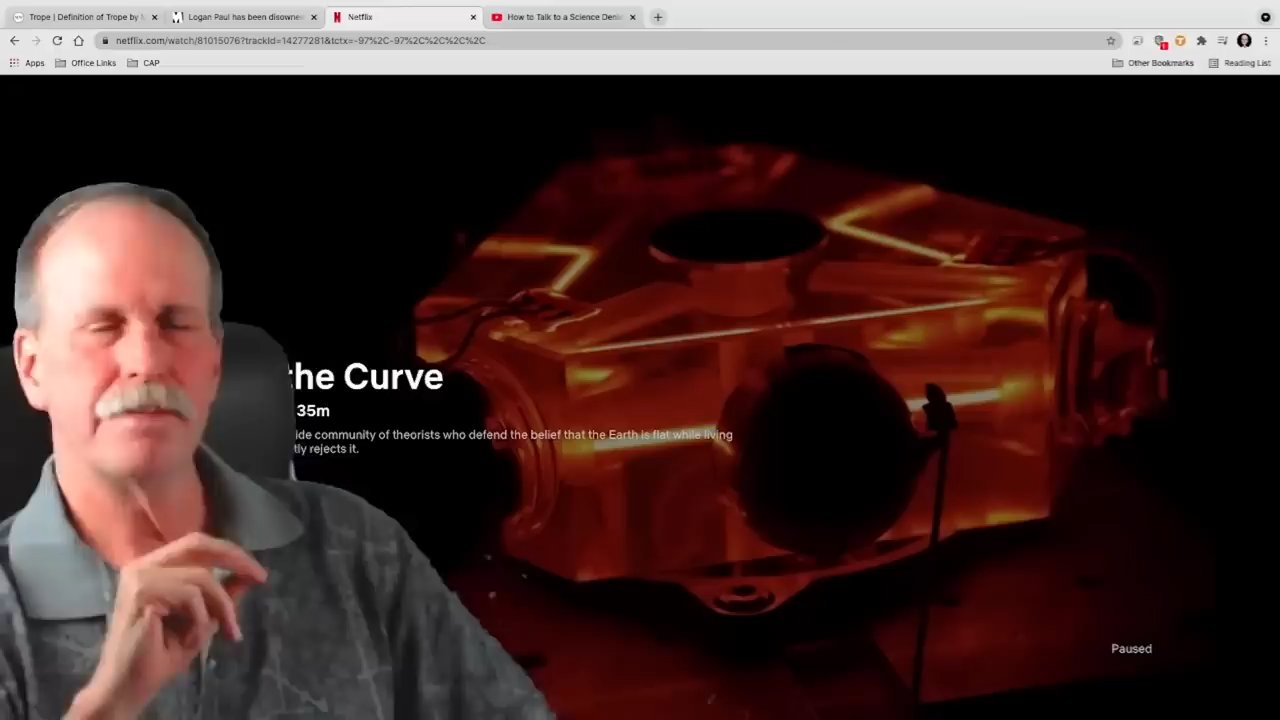 Trope | Definition of Trope by M
Logan Paul has been disowne
Netflix
How to Talk to a Science Deni
netflix.com/watch/81015076?trackId=14277281&tctx=-97%2C-97%2C%2C%2C%2C
Apps
Office Links
CAP
Other Bookmarks
Reading List
the Curve
35m
ide community of theorists who defend the belief that the Earth is flat while living
tly rejects it.
Paused